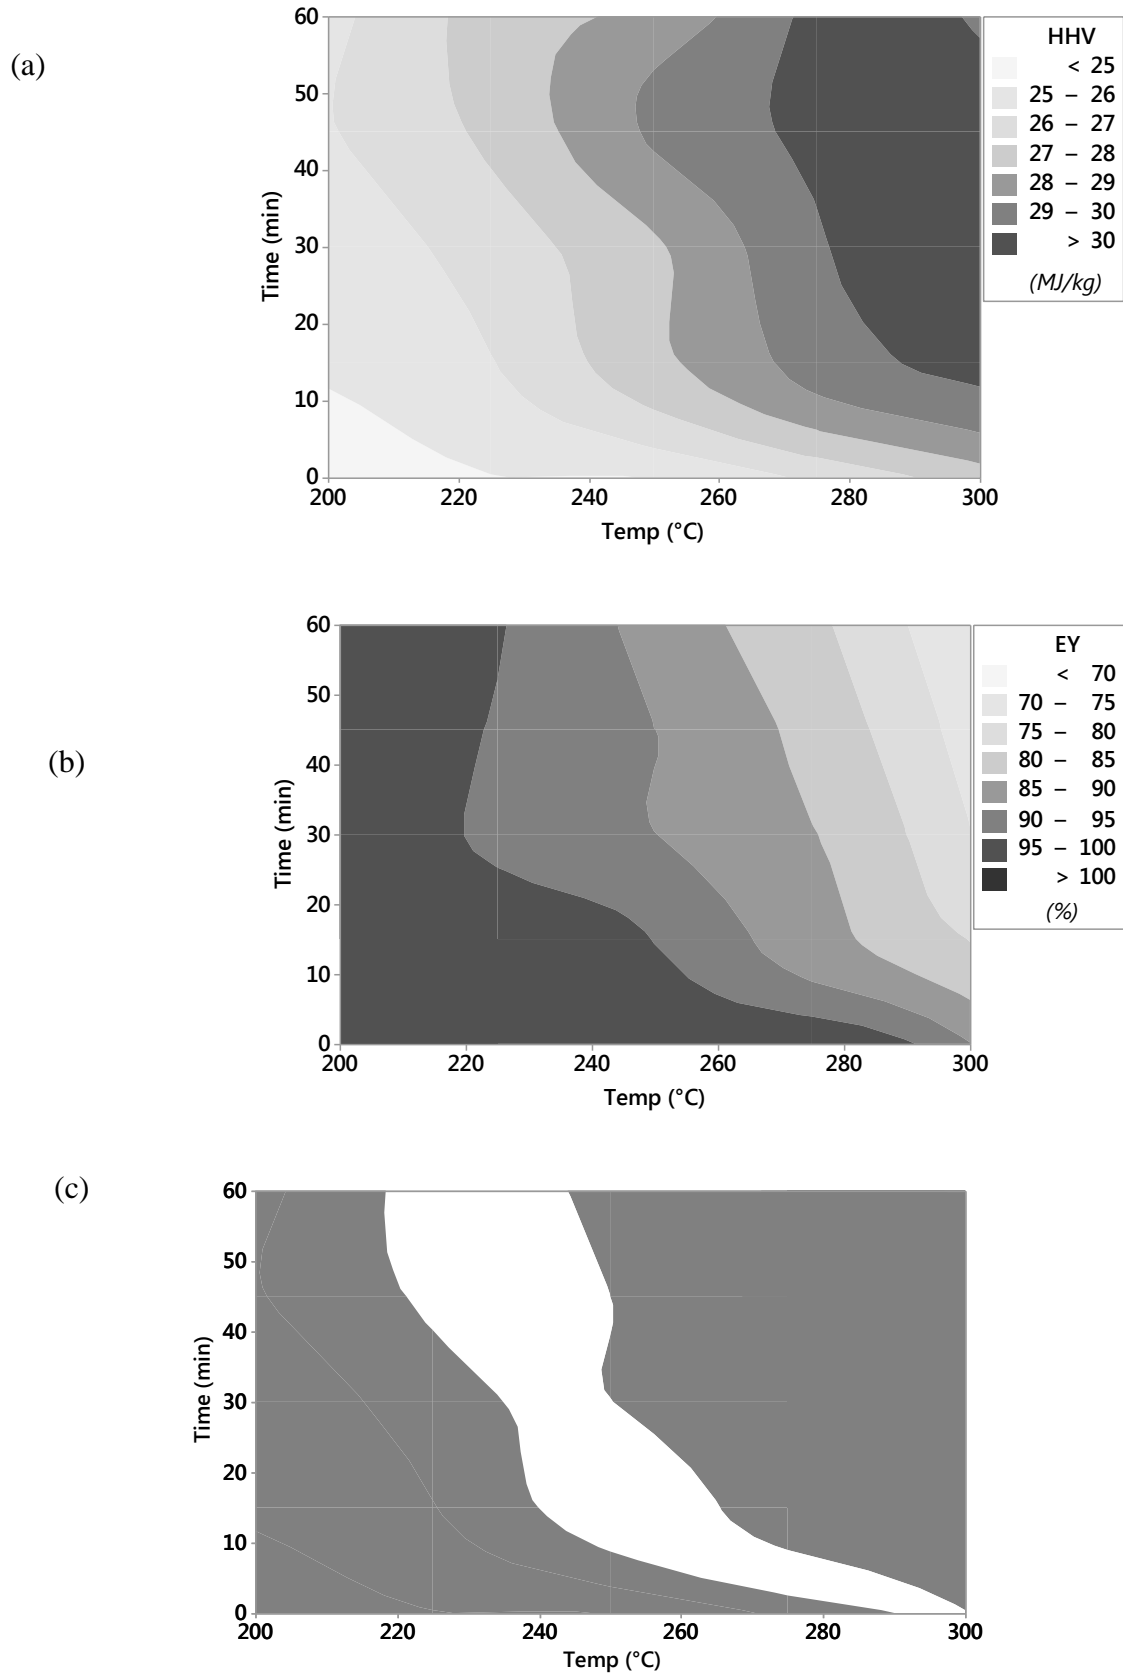 (a)
60
50
40
30
20
10
0
Time (min)
200 220 240 260 280 300
Temp (°C)
HHV
< 25
25 – 26
26 – 27
27 – 28
28 – 29
29 – 30
> 30
(MJ/kg)
(b)
60
50
40
30
20
10
0
Time (min)
200 220 240 260 280 300
Temp (°C)
EY
< 70
70 – 75
75 – 80
80 – 85
85 – 90
90 – 95
95 – 100
> 100
(%)
(c)
60
50
40
30
20
10
0
Time (min)
200 220 240 260 280 300
Temp (°C)